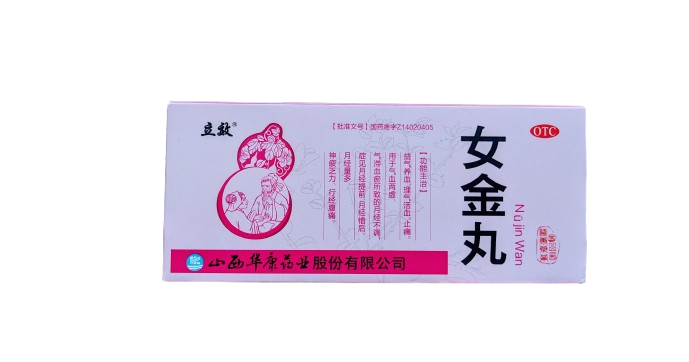 立效®
【批准文号】国药准字Z14020405
OTC
女金丸
Nǚjin Wan
【功能主治】
益气养血,理气活血,止痛。
用于气血两虚、
气滞血瘀所致的月经不调,
症见月经提前、月经错后、
月经量多、
神疲乏力、行经腹痛。
山西华康药业股份有限公司